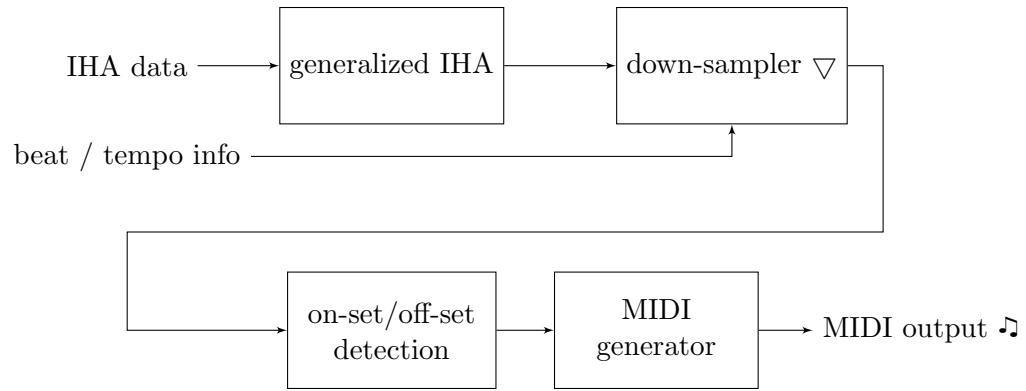 IHA data
generalized IHA
down-sampler ▽
beat / tempo info
on-set/off-set
detection
MIDI
generator
MIDI output ♫